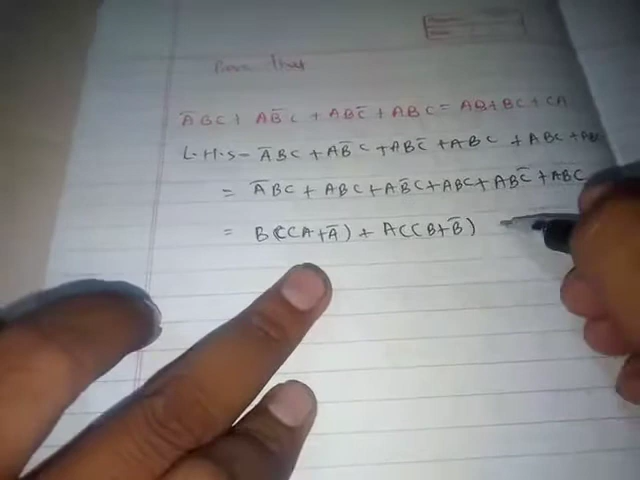 Prove that
A̅BC + AB̅C + ABC̅ + ABC = AB+BC+CA
L.H.S = A̅BC + AB̅C + ABC̅ + ABC + ABC + AB
= A̅BC + ABC + AB̅C + ABC + ABC̅ + ABC
= BC(A+A̅) + AC(B+B̅)